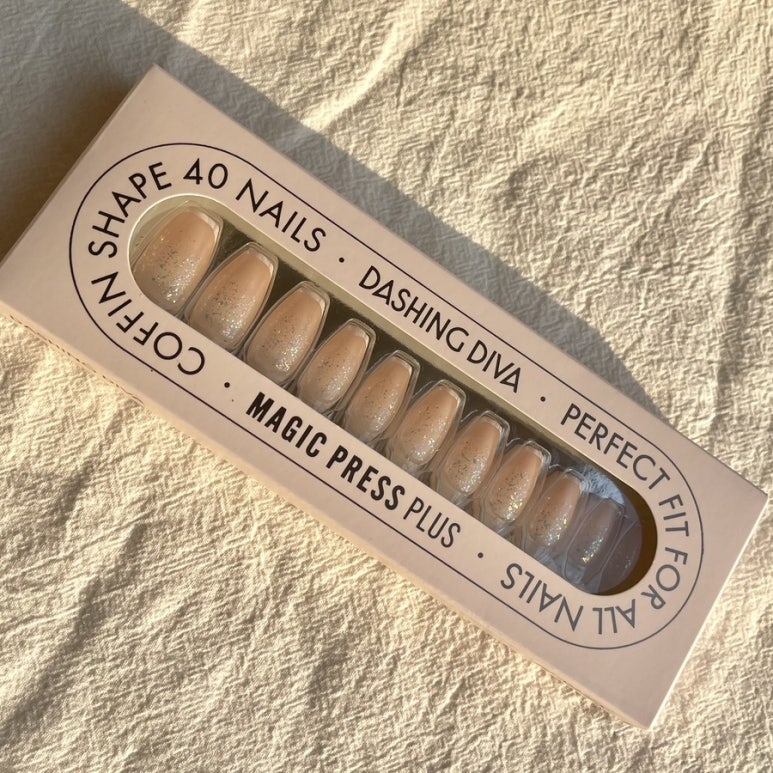 COFFIN SHAPE 40 NAILS · DASHING DIVA · PERFECT FIT FOR ALL NAILS ·
MAGIC PRESS PLUS ·